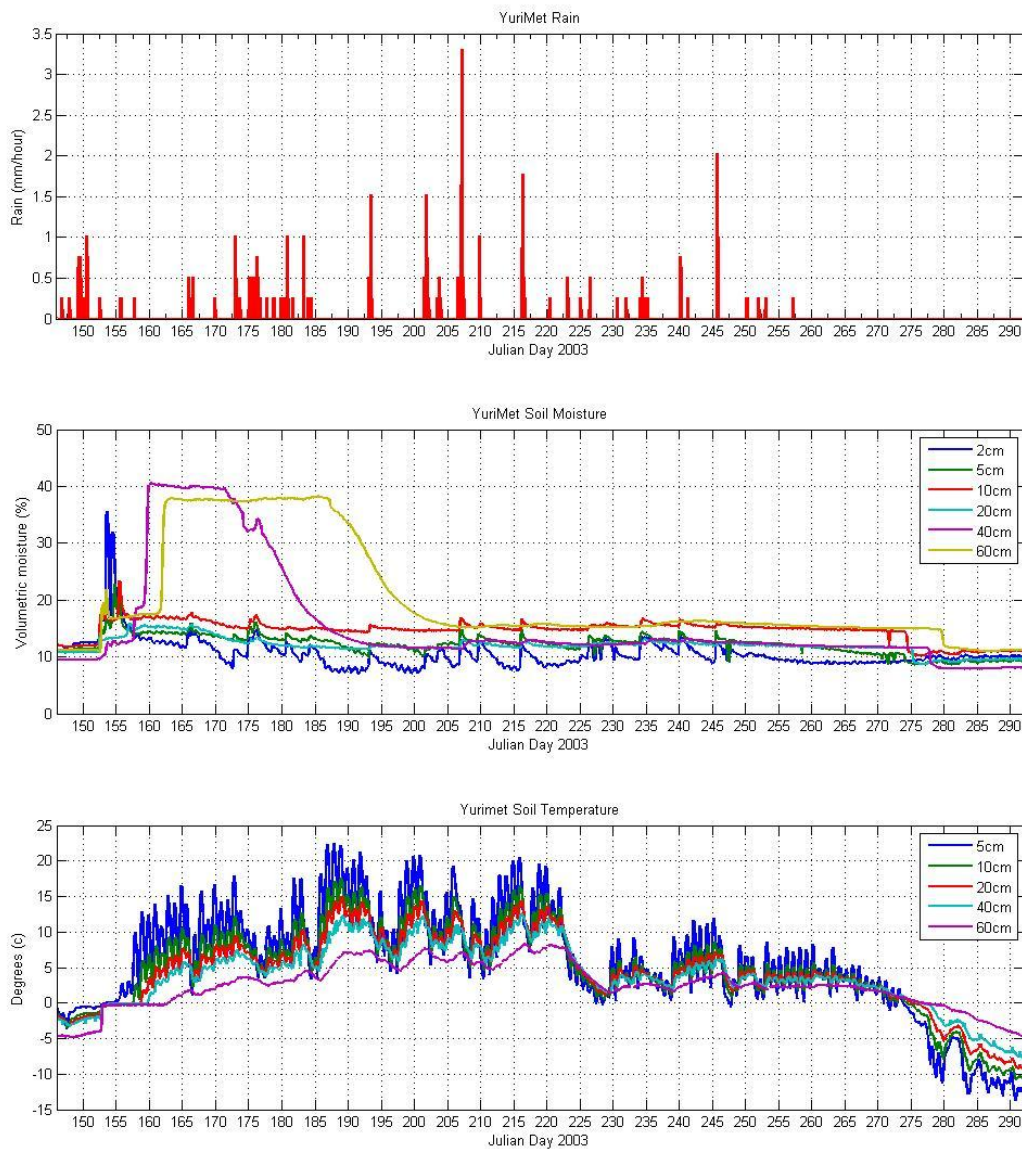 YuriMet Rain
Rain (mm/hour)
3.5
3
2.5
2
1.5
1
0.5
0
150 155 160 165 170 175 180 185 190 195 200 205 210 215 220 225 230 235 240 245 250 255 260 265 270 275 280 285 290
Julian Day 2003
YuriMet Soil Moisture
Volumetric moisture (%)
50
40
30
20
10
0
2cm
5cm
10cm
20cm
40cm
60cm
150 155 160 165 170 175 180 185 190 195 200 205 210 215 220 225 230 235 240 245 250 255 260 265 270 275 280 285 290
Julian Day 2003
Yurimet Soil Temperature
Degrees (c)
25
20
15
10
5
0
-5
-10
-15
5cm
10cm
20cm
40cm
60cm
150 155 160 165 170 175 180 185 190 195 200 205 210 215 220 225 230 235 240 245 250 255 260 265 270 275 280 285 290
Julian Day 2003